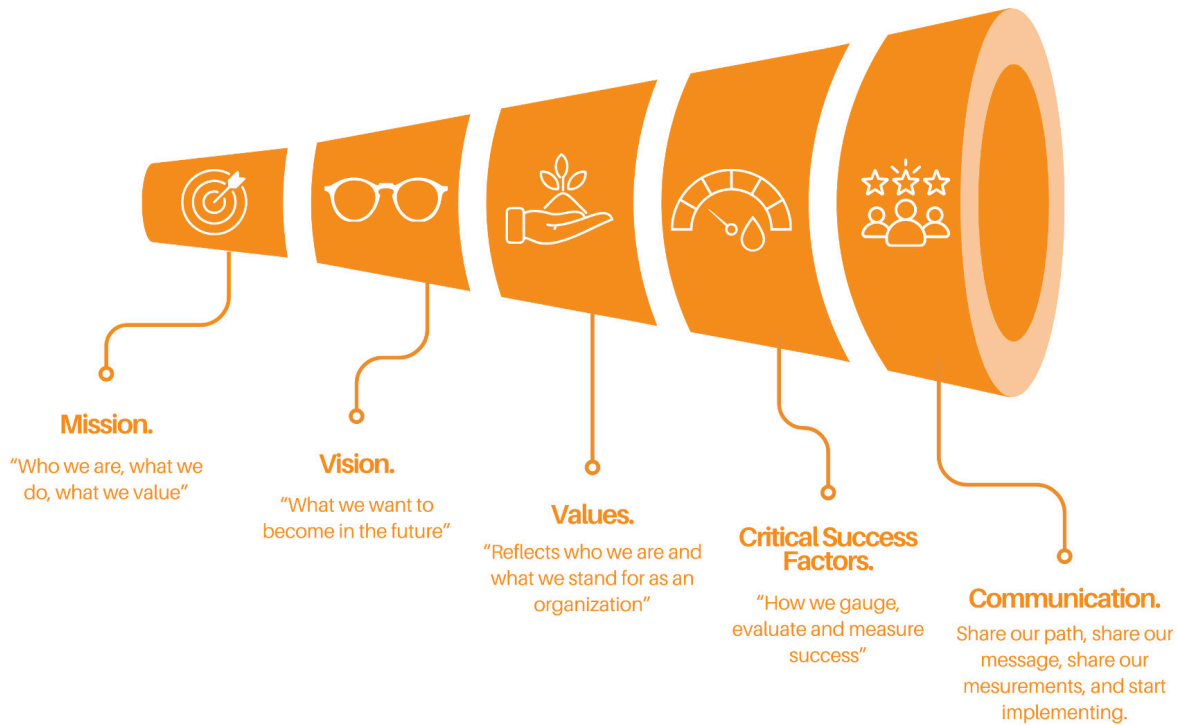 Mission.
“Who we are, what we
do, what we value”
Vision.
“What we want to
become in the future”
Values.
“Reflects who we are and
what we stand for as an
organization”
Critical Success
Factors.
“How we gauge,
evaluate and measure
success”
Communication.
Share our path, share our
message, share our
mesurements, and start
implementing.